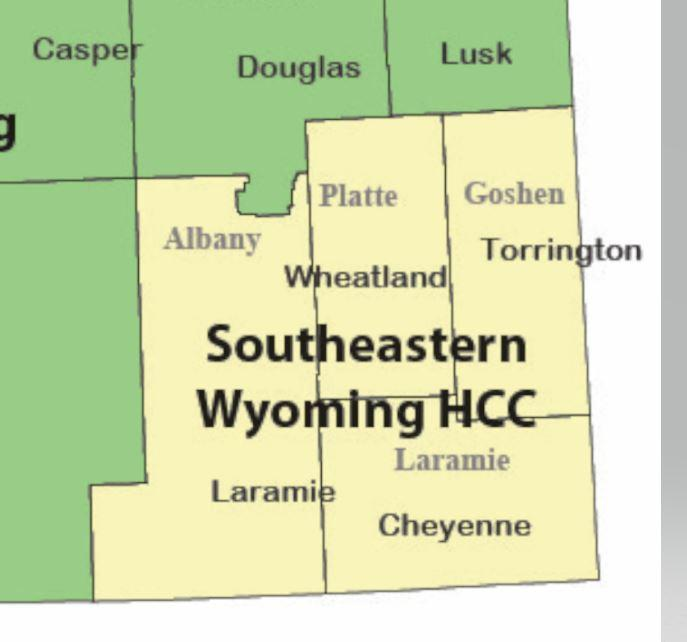 Casper
Douglas
Lusk
g
Platte
Goshen
Albany
Torrington
Wheatland
Southeastern
Wyoming HCC
Laramie
Laramie
Cheyenne